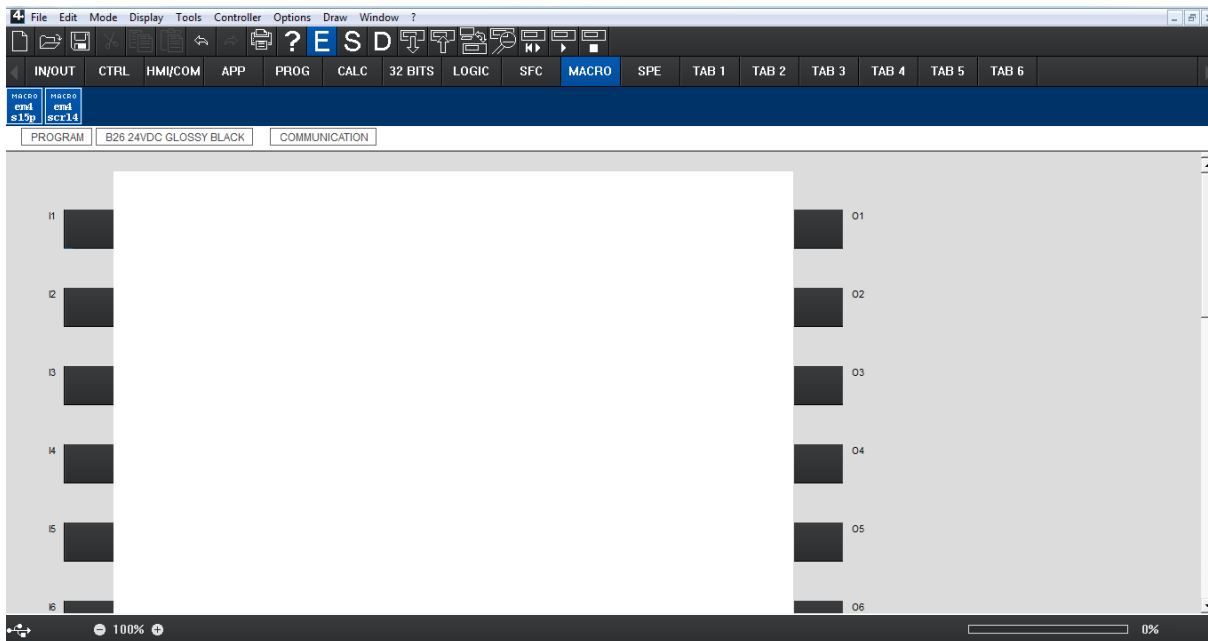 4 File Edit Mode Display Tools Controller Options Draw Window ?
? E S D
IN/OUT CTRL HMI/COM APP PROG CALC 32 BITS LOGIC SFC MACRO SPE TAB 1 TAB 2 TAB 3 TAB 4 TAB 5 TAB 6
MACRO MACRO
em4 em4
s15p scr14
PROGRAM B26 24VDC GLOSSY BLACK COMMUNICATION
I1 O1
I2 O2
I3 O3
I4 O4
I5 O5
I6 O6
100% 0%